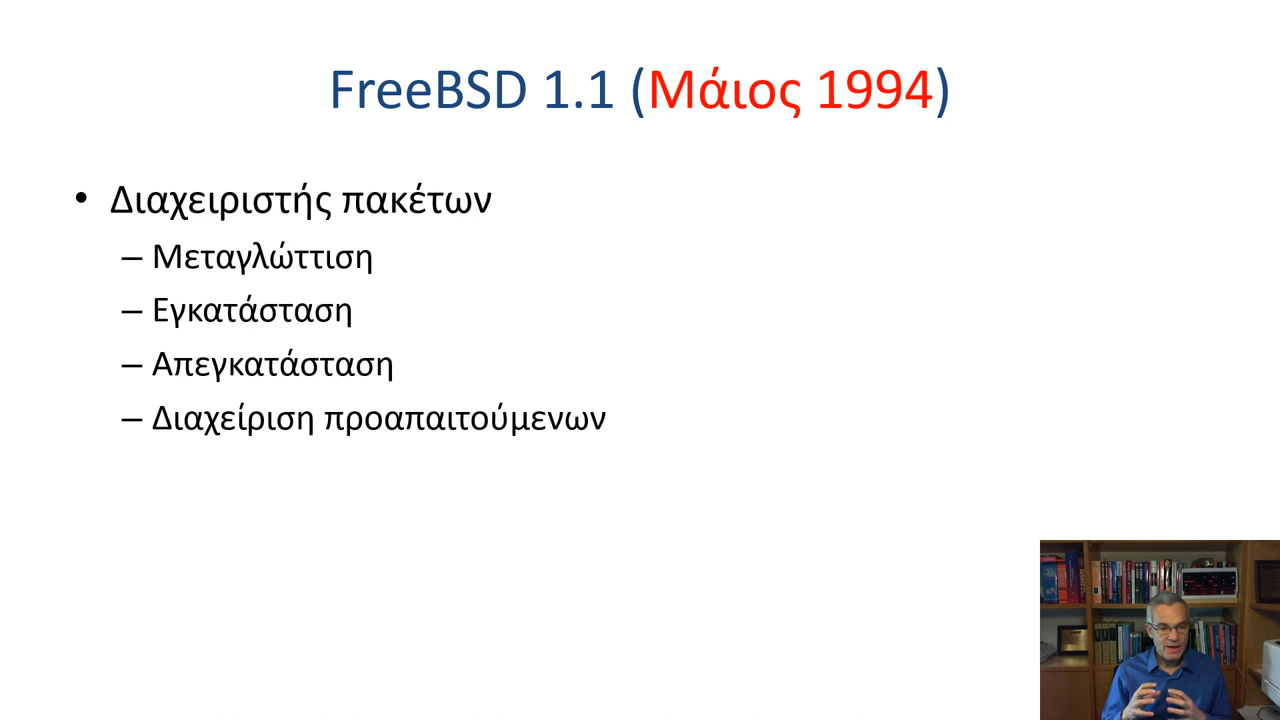 FreeBSD 1.1 (Μάιος 1994)
• Διαχειριστής πακέτων
– Μεταγλώττιση
– Εγκατάσταση
– Απεγκατάσταση
– Διαχείριση προαπαιτούμενων